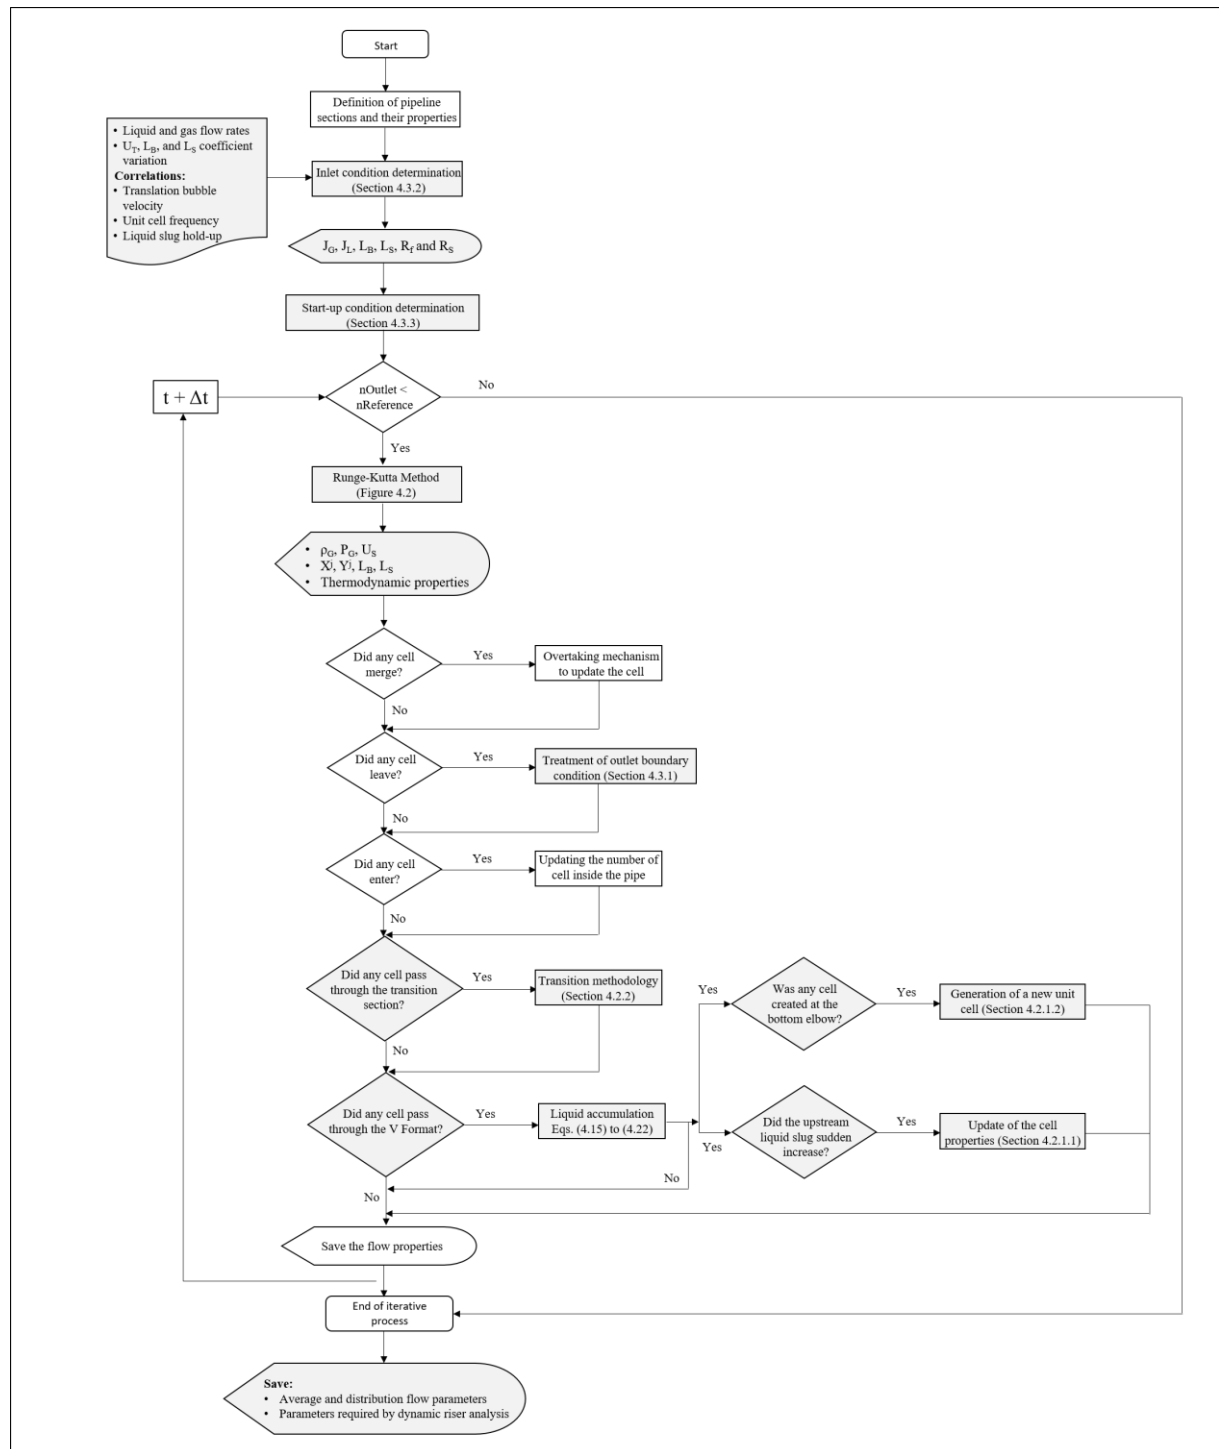 Start
Definition of pipeline
sections and their properties
• Liquid and gas flow rates
• U_T, L_B, and L_S coefficient
variation
Correlations:
• Translation bubble
velocity
• Unit cell frequency
• Liquid slug hold-up
Inlet condition determination
(Section 4.3.2)
J_G, J_L, L_B, L_S, R_f and R_S
Start-up condition determination
(Section 4.3.3)
t + Δt
nOutlet <
nReference
No
Yes
Runge-Kutta Method
(Figure 4.2)
• ρ_G, P_G, U_S
• X^j, Y^j, L_B, L_S
• Thermodynamic properties
Did any cell
merge?
Yes
Overtaking mechanism
to update the cell
No
Did any cell
leave?
Yes
Treatment of outlet boundary
condition (Section 4.3.1)
No
Did any cell
enter?
Yes
Updating the number of
cell inside the pipe
No
Did any cell pass
through the transition
section?
Yes
Transition methodology
(Section 4.2.2)
No
Yes
Was any cell
created at the
bottom elbow?
Yes
Generation of a new unit
cell (Section 4.2.1.2)
Did any cell pass
through the V Format?
Yes
Liquid accumulation
Eqs. (4.15) to (4.22)
Yes
Did the upstream
liquid slug sudden
increase?
Yes
Update of the cell
properties (Section 4.2.1.1)
No
No
Save the flow properties
End of iterative
process
Save:
• Average and distribution flow parameters
• Parameters required by dynamic riser analysis